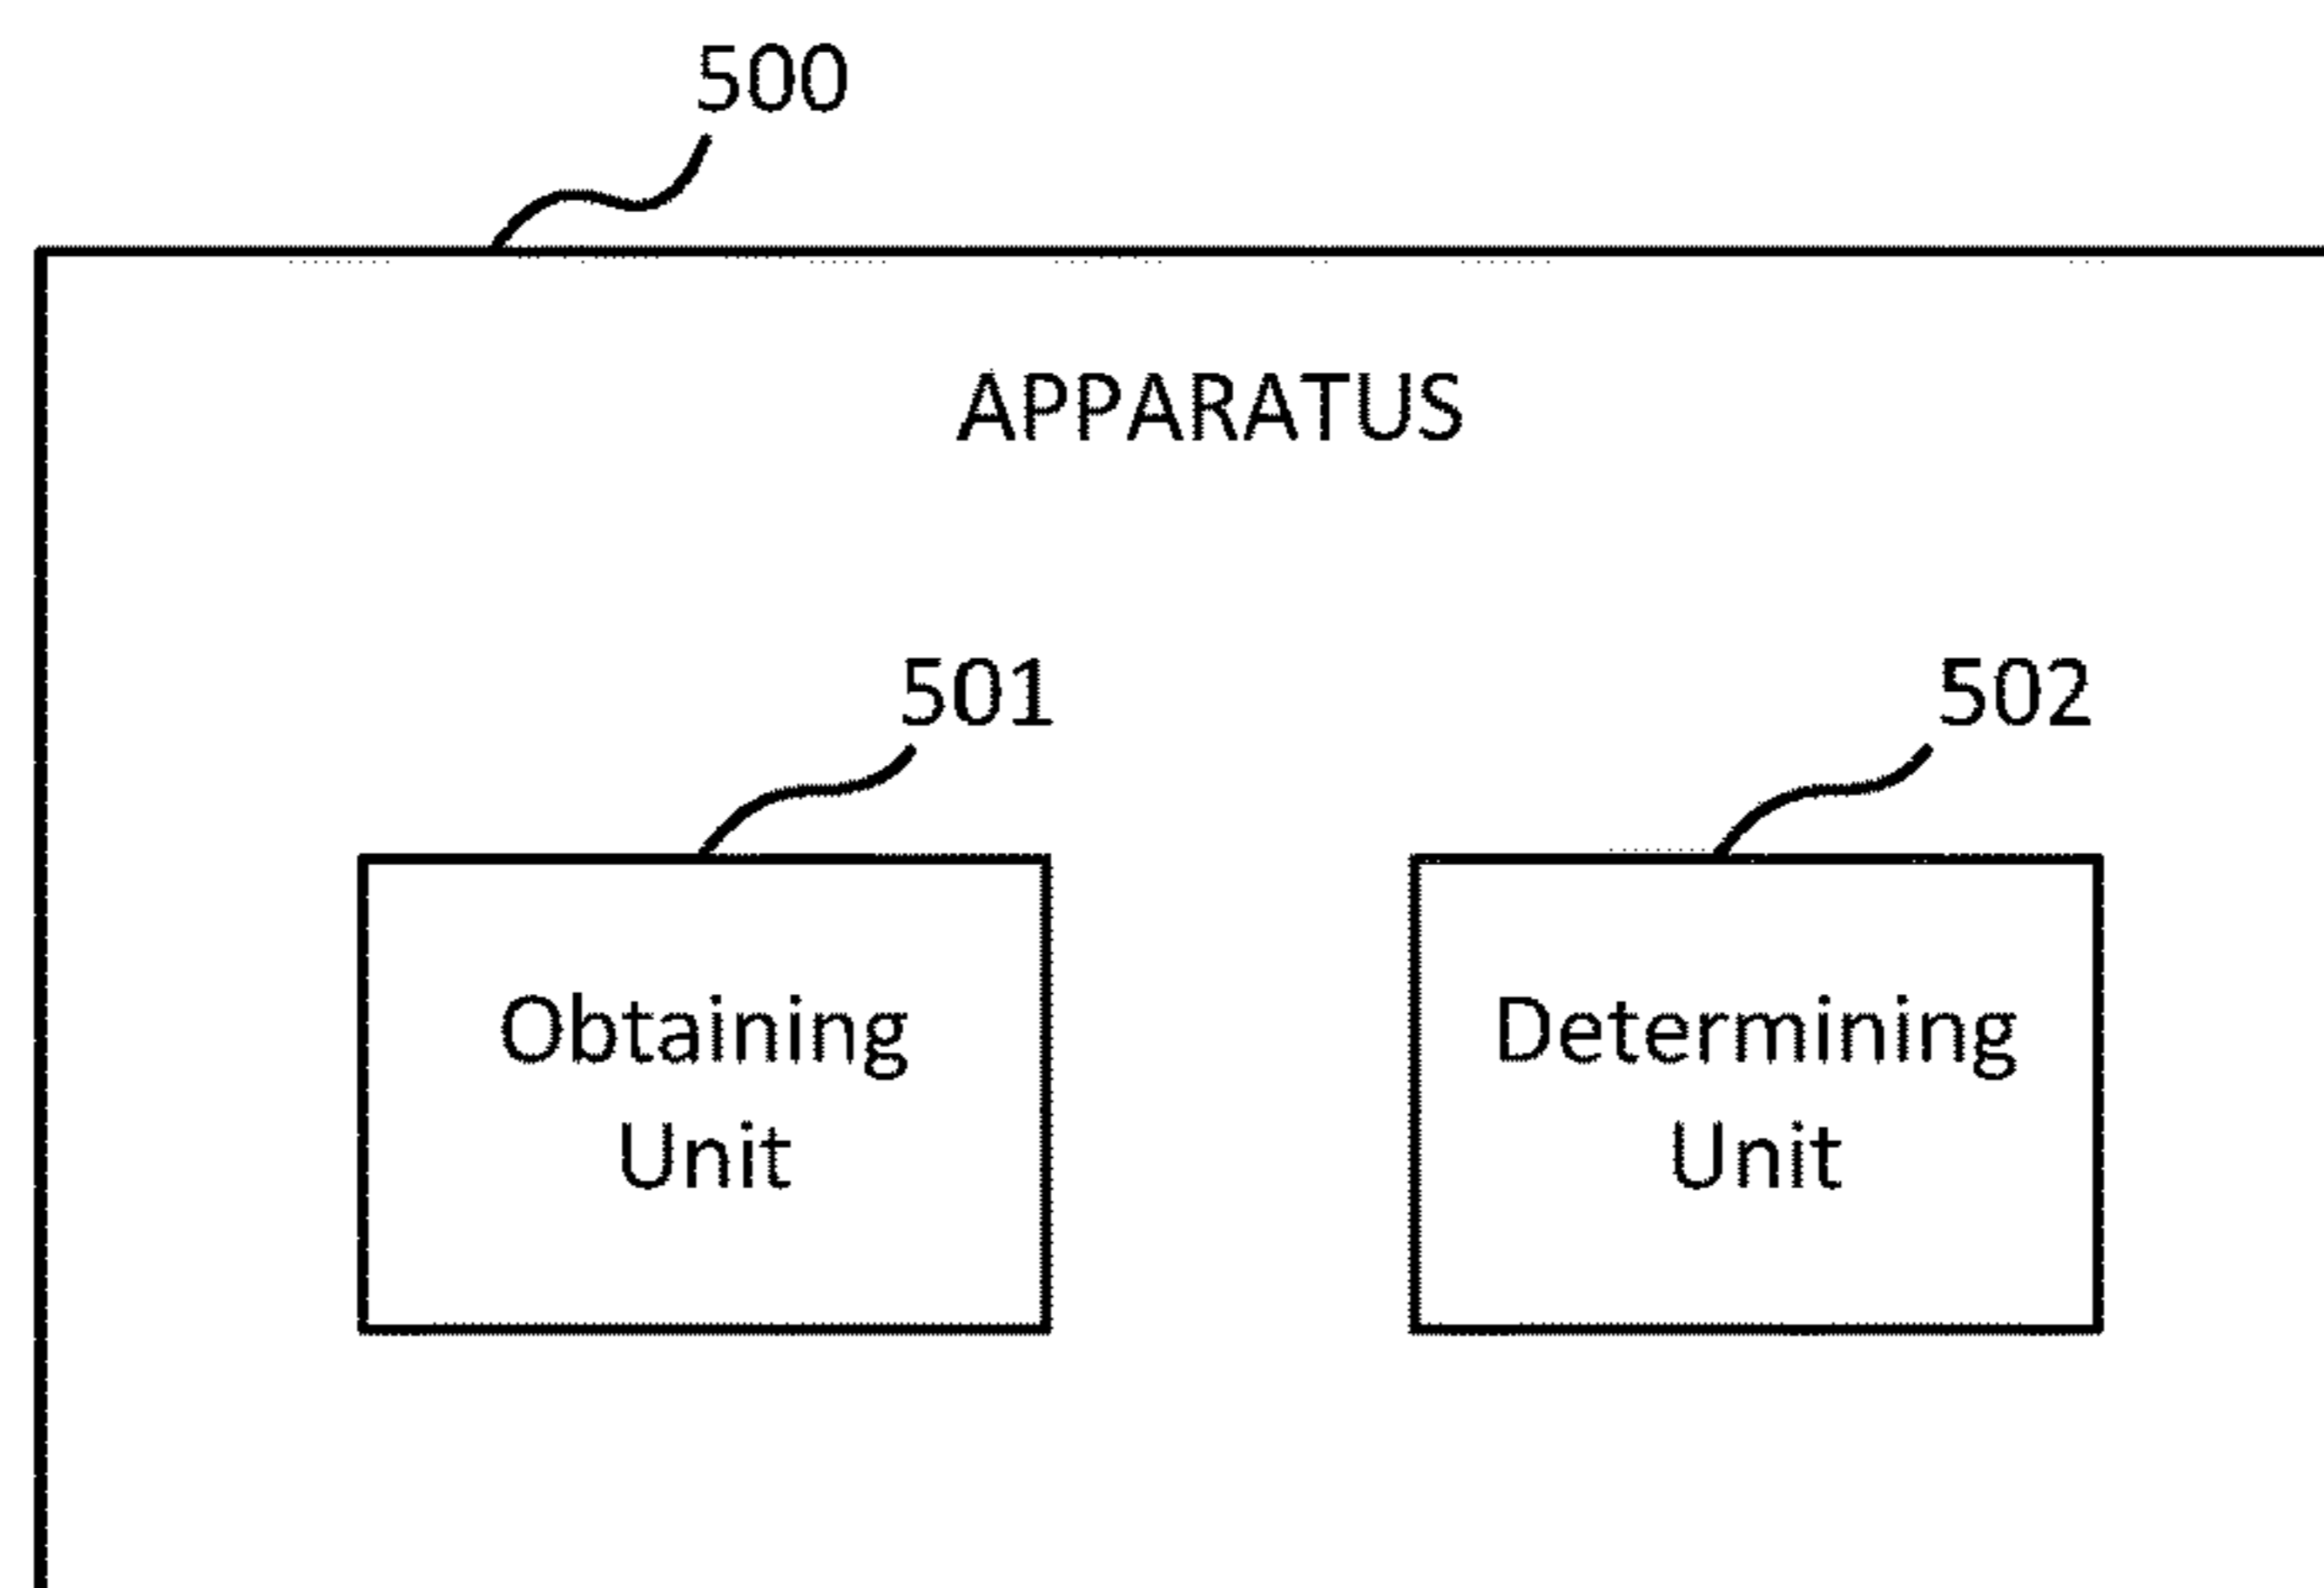 500
APPARATUS
501
502
Obtaining
Unit
Determining
Unit